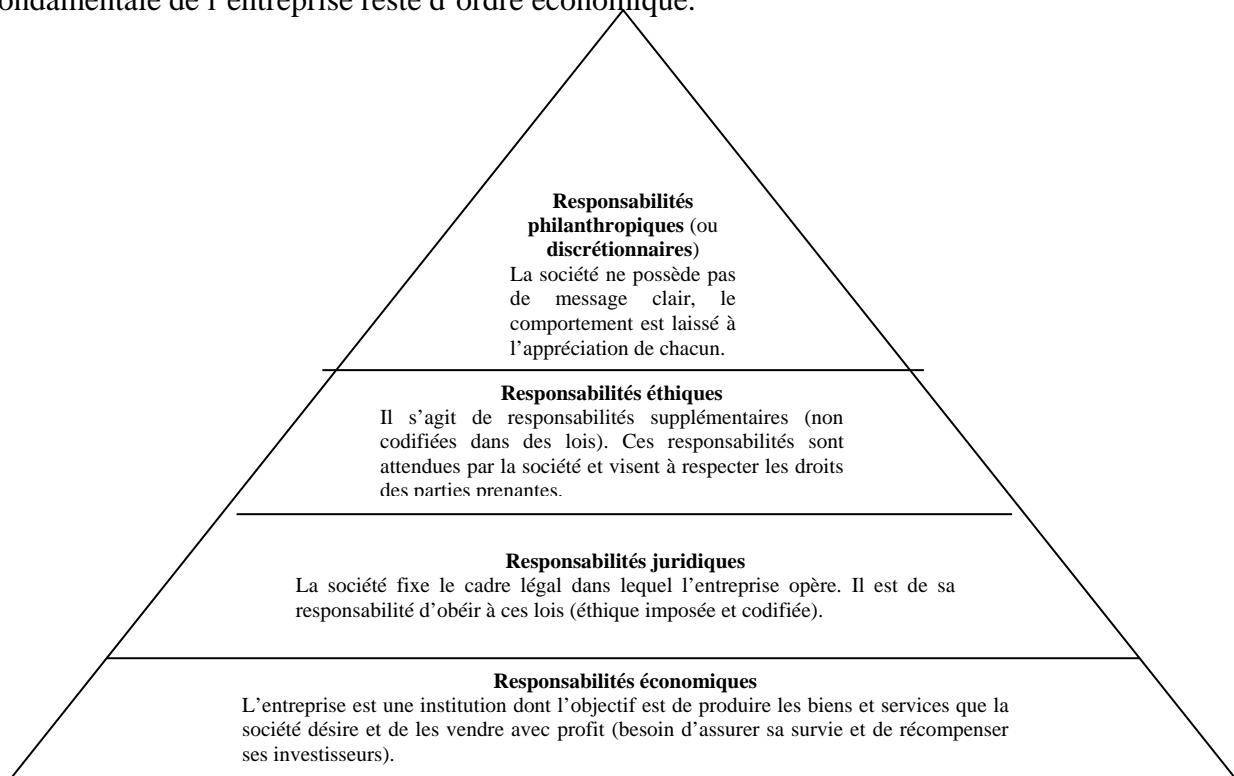 ondamentale de l'entreprise reste d'ordre économique.
Responsabilités
philanthropiques (ou
discrétionnaires)
La société ne possède pas
de message clair, le
comportement est laissé à
l'appréciation de chacun.
Responsabilités éthiques
Il s'agit de responsabilités supplémentaires (non
codifiées dans des lois). Ces responsabilités sont
attendues par la société et visent à respecter les droits
des parties prenantes.
Responsabilités juridiques
La société fixe le cadre légal dans lequel l'entreprise opère. Il est de sa
responsabilité d'obéir à ces lois (éthique imposée et codifiée).
Responsabilités économiques
L'entreprise est une institution dont l'objectif est de produire les biens et services que la
société désire et de les vendre avec profit (besoin d'assurer sa survie et de récompenser
ses investisseurs).